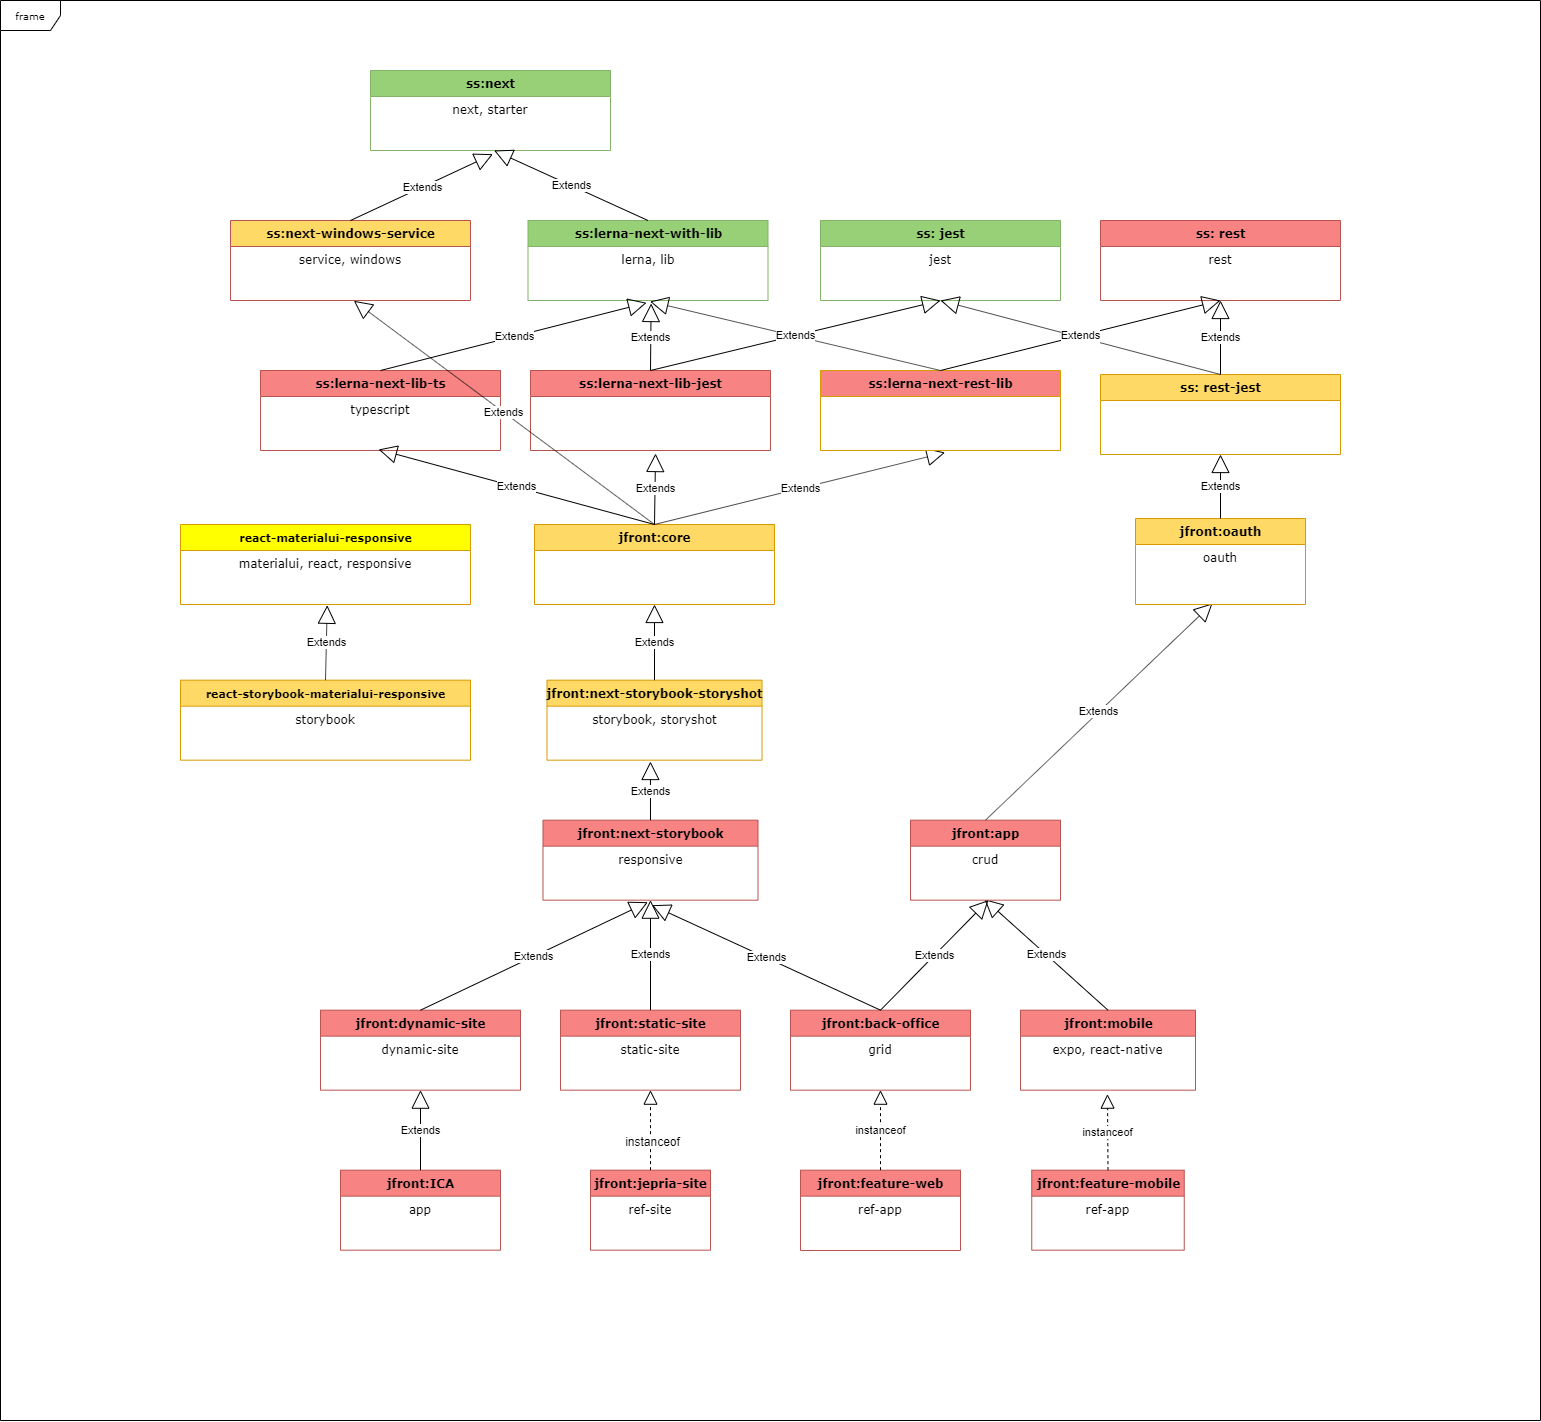 frame
ss:next
next, starter
Extends
Extends
ss:next-windows-service
service, windows
ss:lerna-next-with-lib
lerna, lib
ss: jest
jest
ss: rest
rest
Extends
Extends
Extends
Extends
Extends
ss:lerna-next-lib-ts
typescript
ss:lerna-next-lib-jest
ss:lerna-next-rest-lib
ss: rest-jest
Extends
Extends
Extends
Extends
Extends
react-materialui-responsive
materialui, react, responsive
jfront:core
jfront:oauth
oauth
Extends
Extends
react-storybook-materialui-responsive
storybook
jfront:next-storybook-storyshot
storybook, storyshot
Extends
Extends
jfront:next-storybook
responsive
jfront:app
crud
Extends
Extends
Extends
Extends
Extends
jfront:dynamic-site
dynamic-site
jfront:static-site
static-site
jfront:back-office
grid
jfront:mobile
expo, react-native
Extends
instanceof
instanceof
instanceof
jfront:ICA
app
jfront:jepria-site
ref-site
jfront:feature-web
ref-app
jfront:feature-mobile
ref-app